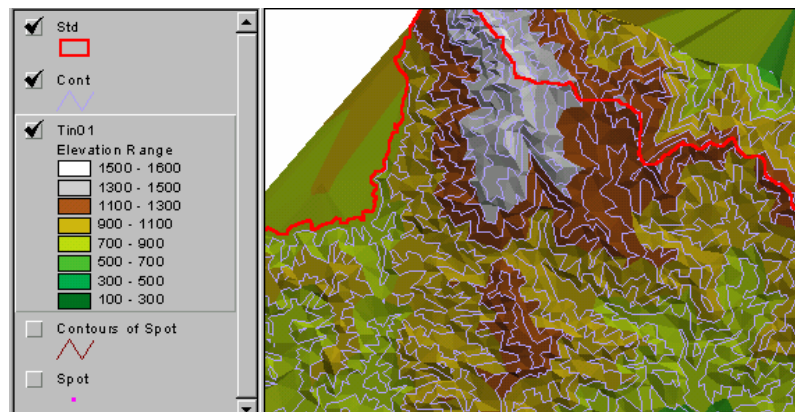 Std
Cont
Tin01
Elevation Range
1500 - 1600
1300 - 1500
1100 - 1300
900 - 1100
700 - 900
500 - 700
300 - 500
100 - 300
Contours of Spot
Spot